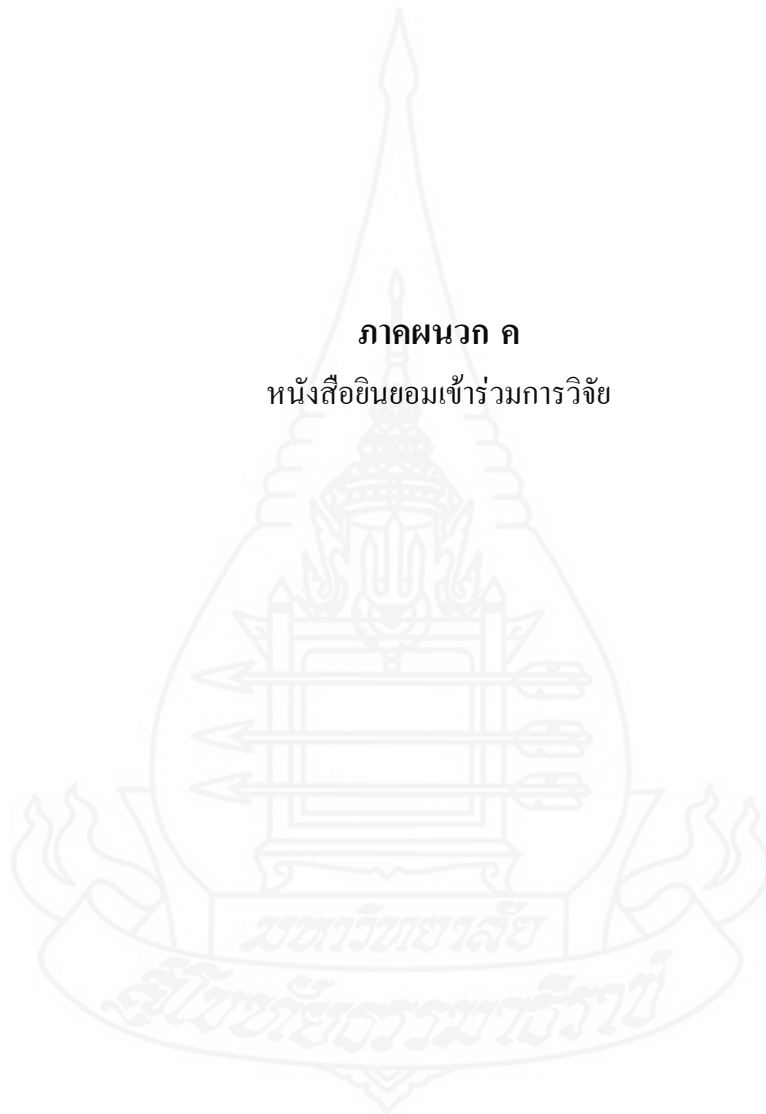 ภาคผนวก ค
หนังสือยินยอมเข้าร่วมการวิจัย
มหาวิทยาลัย
สุโขทัยธรรมาธิราช